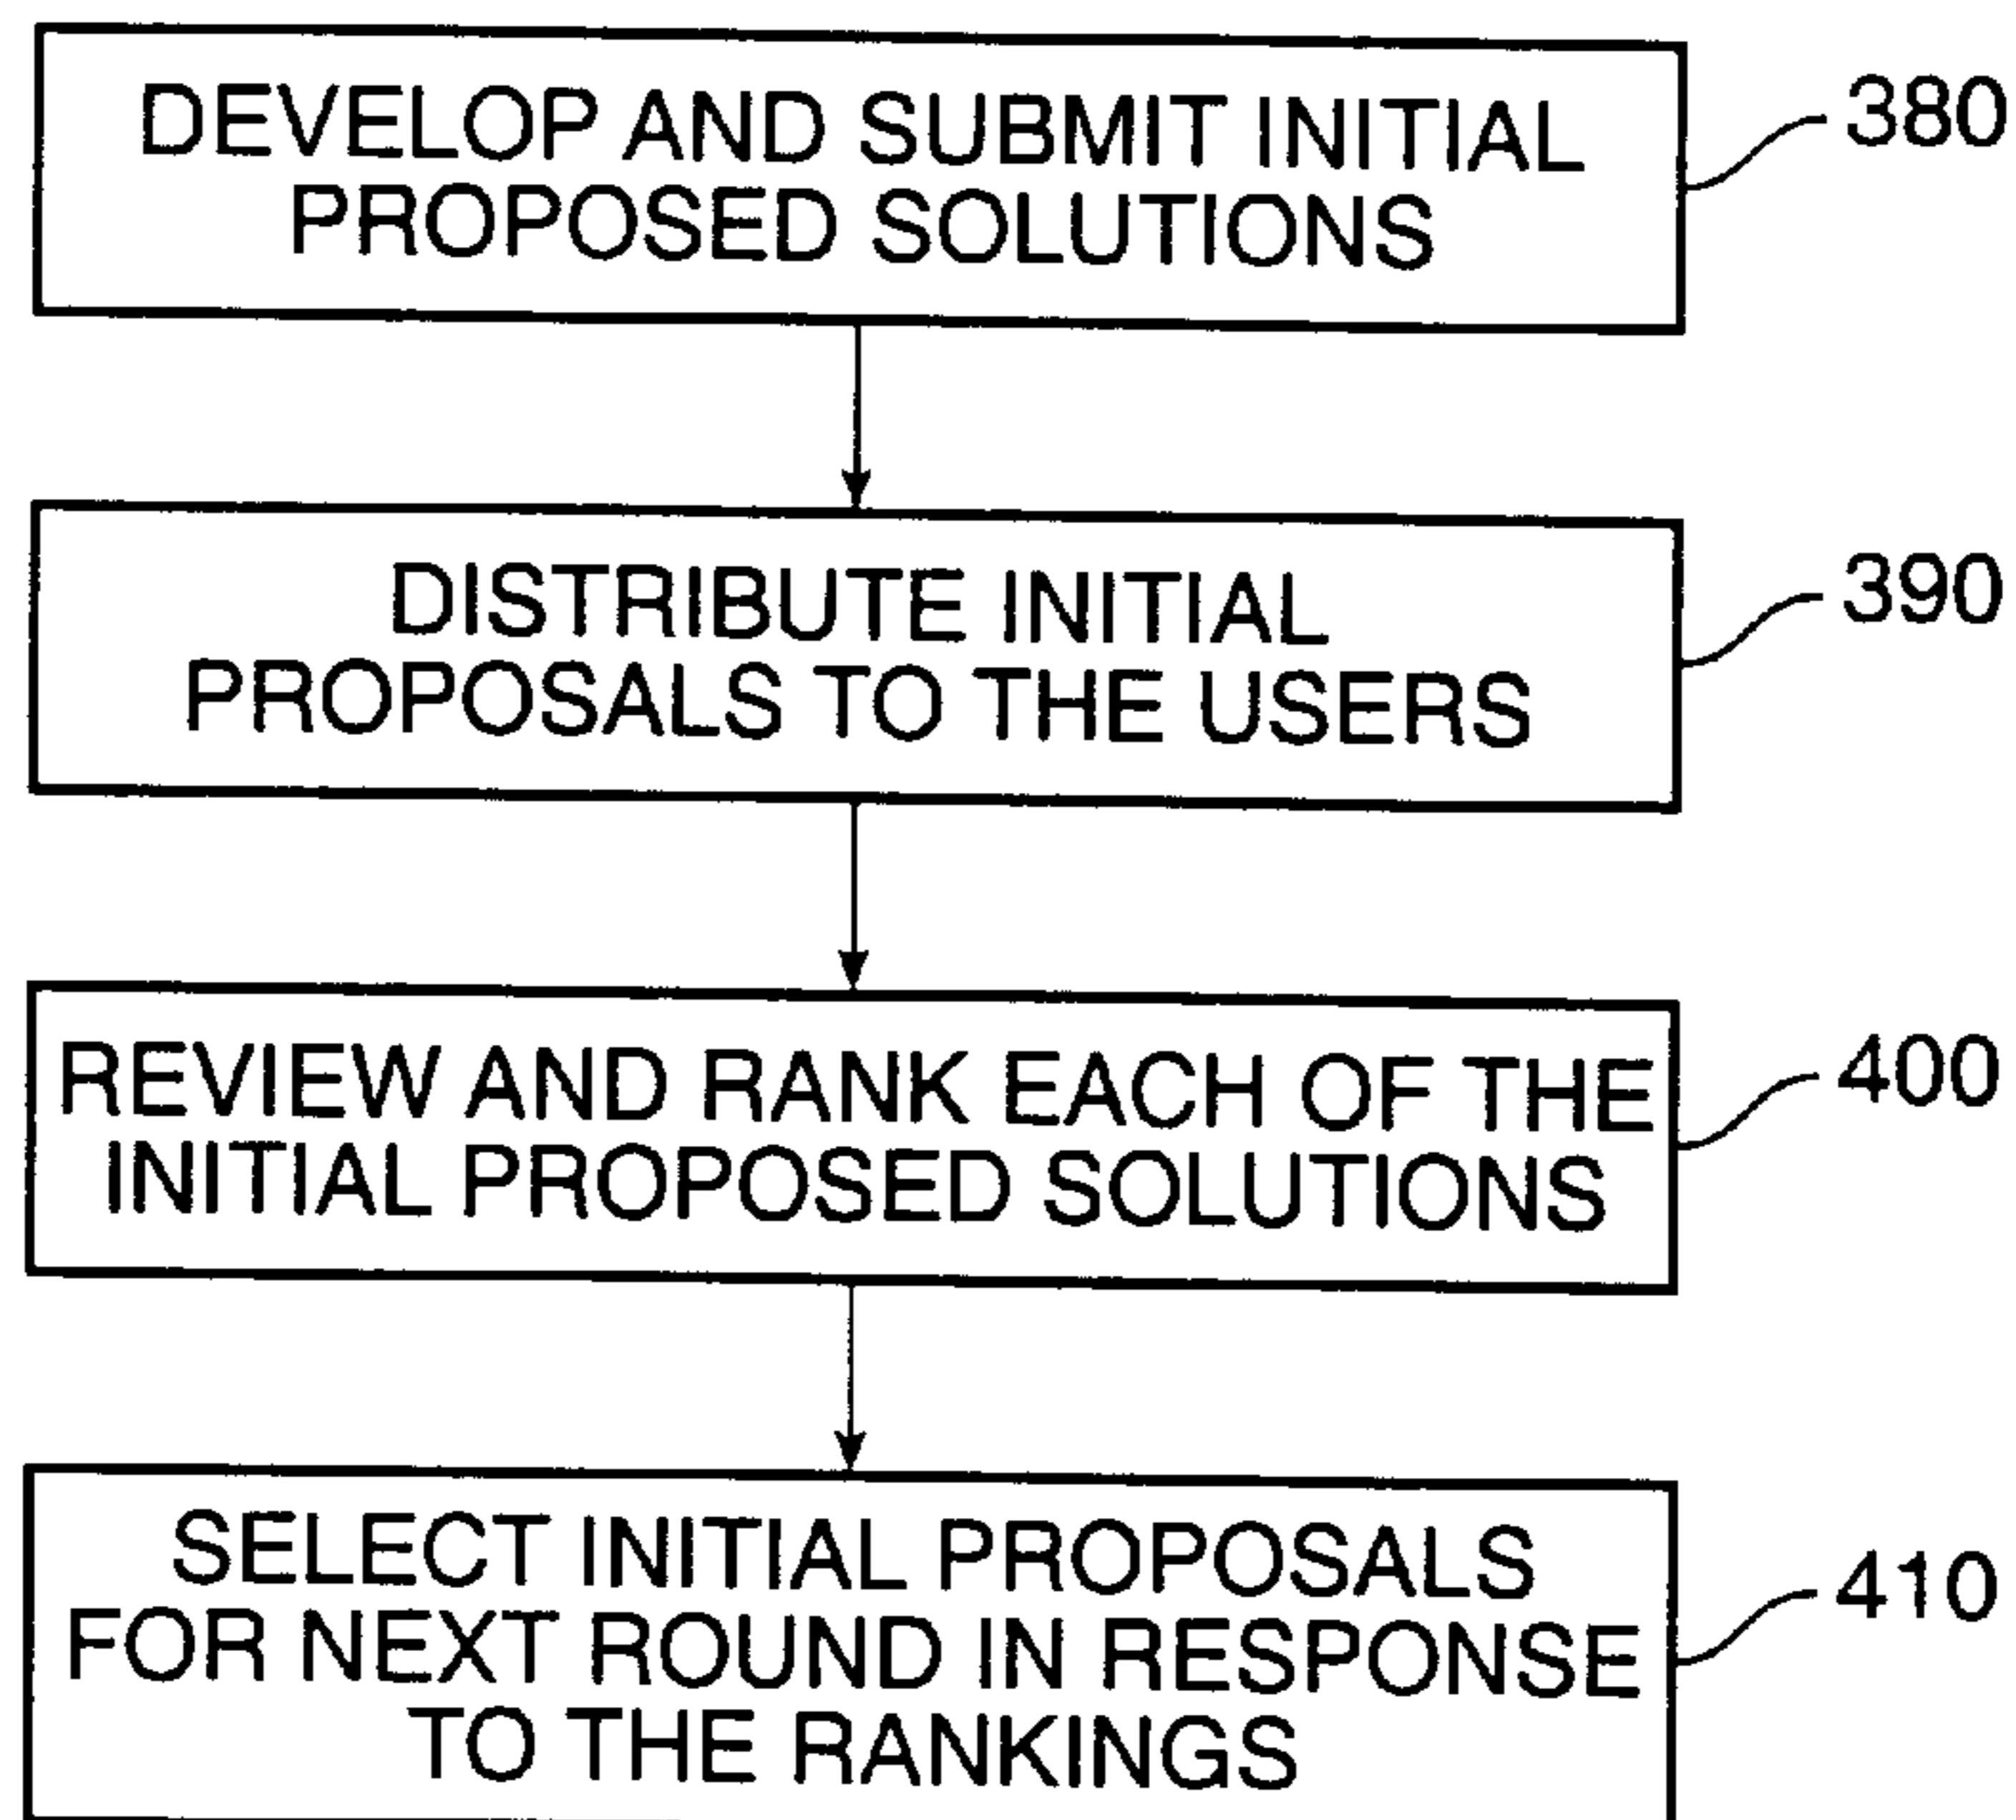 DEVELOP AND SUBMIT INITIAL
PROPOSED SOLUTIONS
380
DISTRIBUTE INITIAL
PROPOSALS TO THE USERS
390
REVIEW AND RANK EACH OF THE
INITIAL PROPOSED SOLUTIONS
400
SELECT INITIAL PROPOSALS
FOR NEXT ROUND IN RESPONSE
TO THE RANKINGS
410